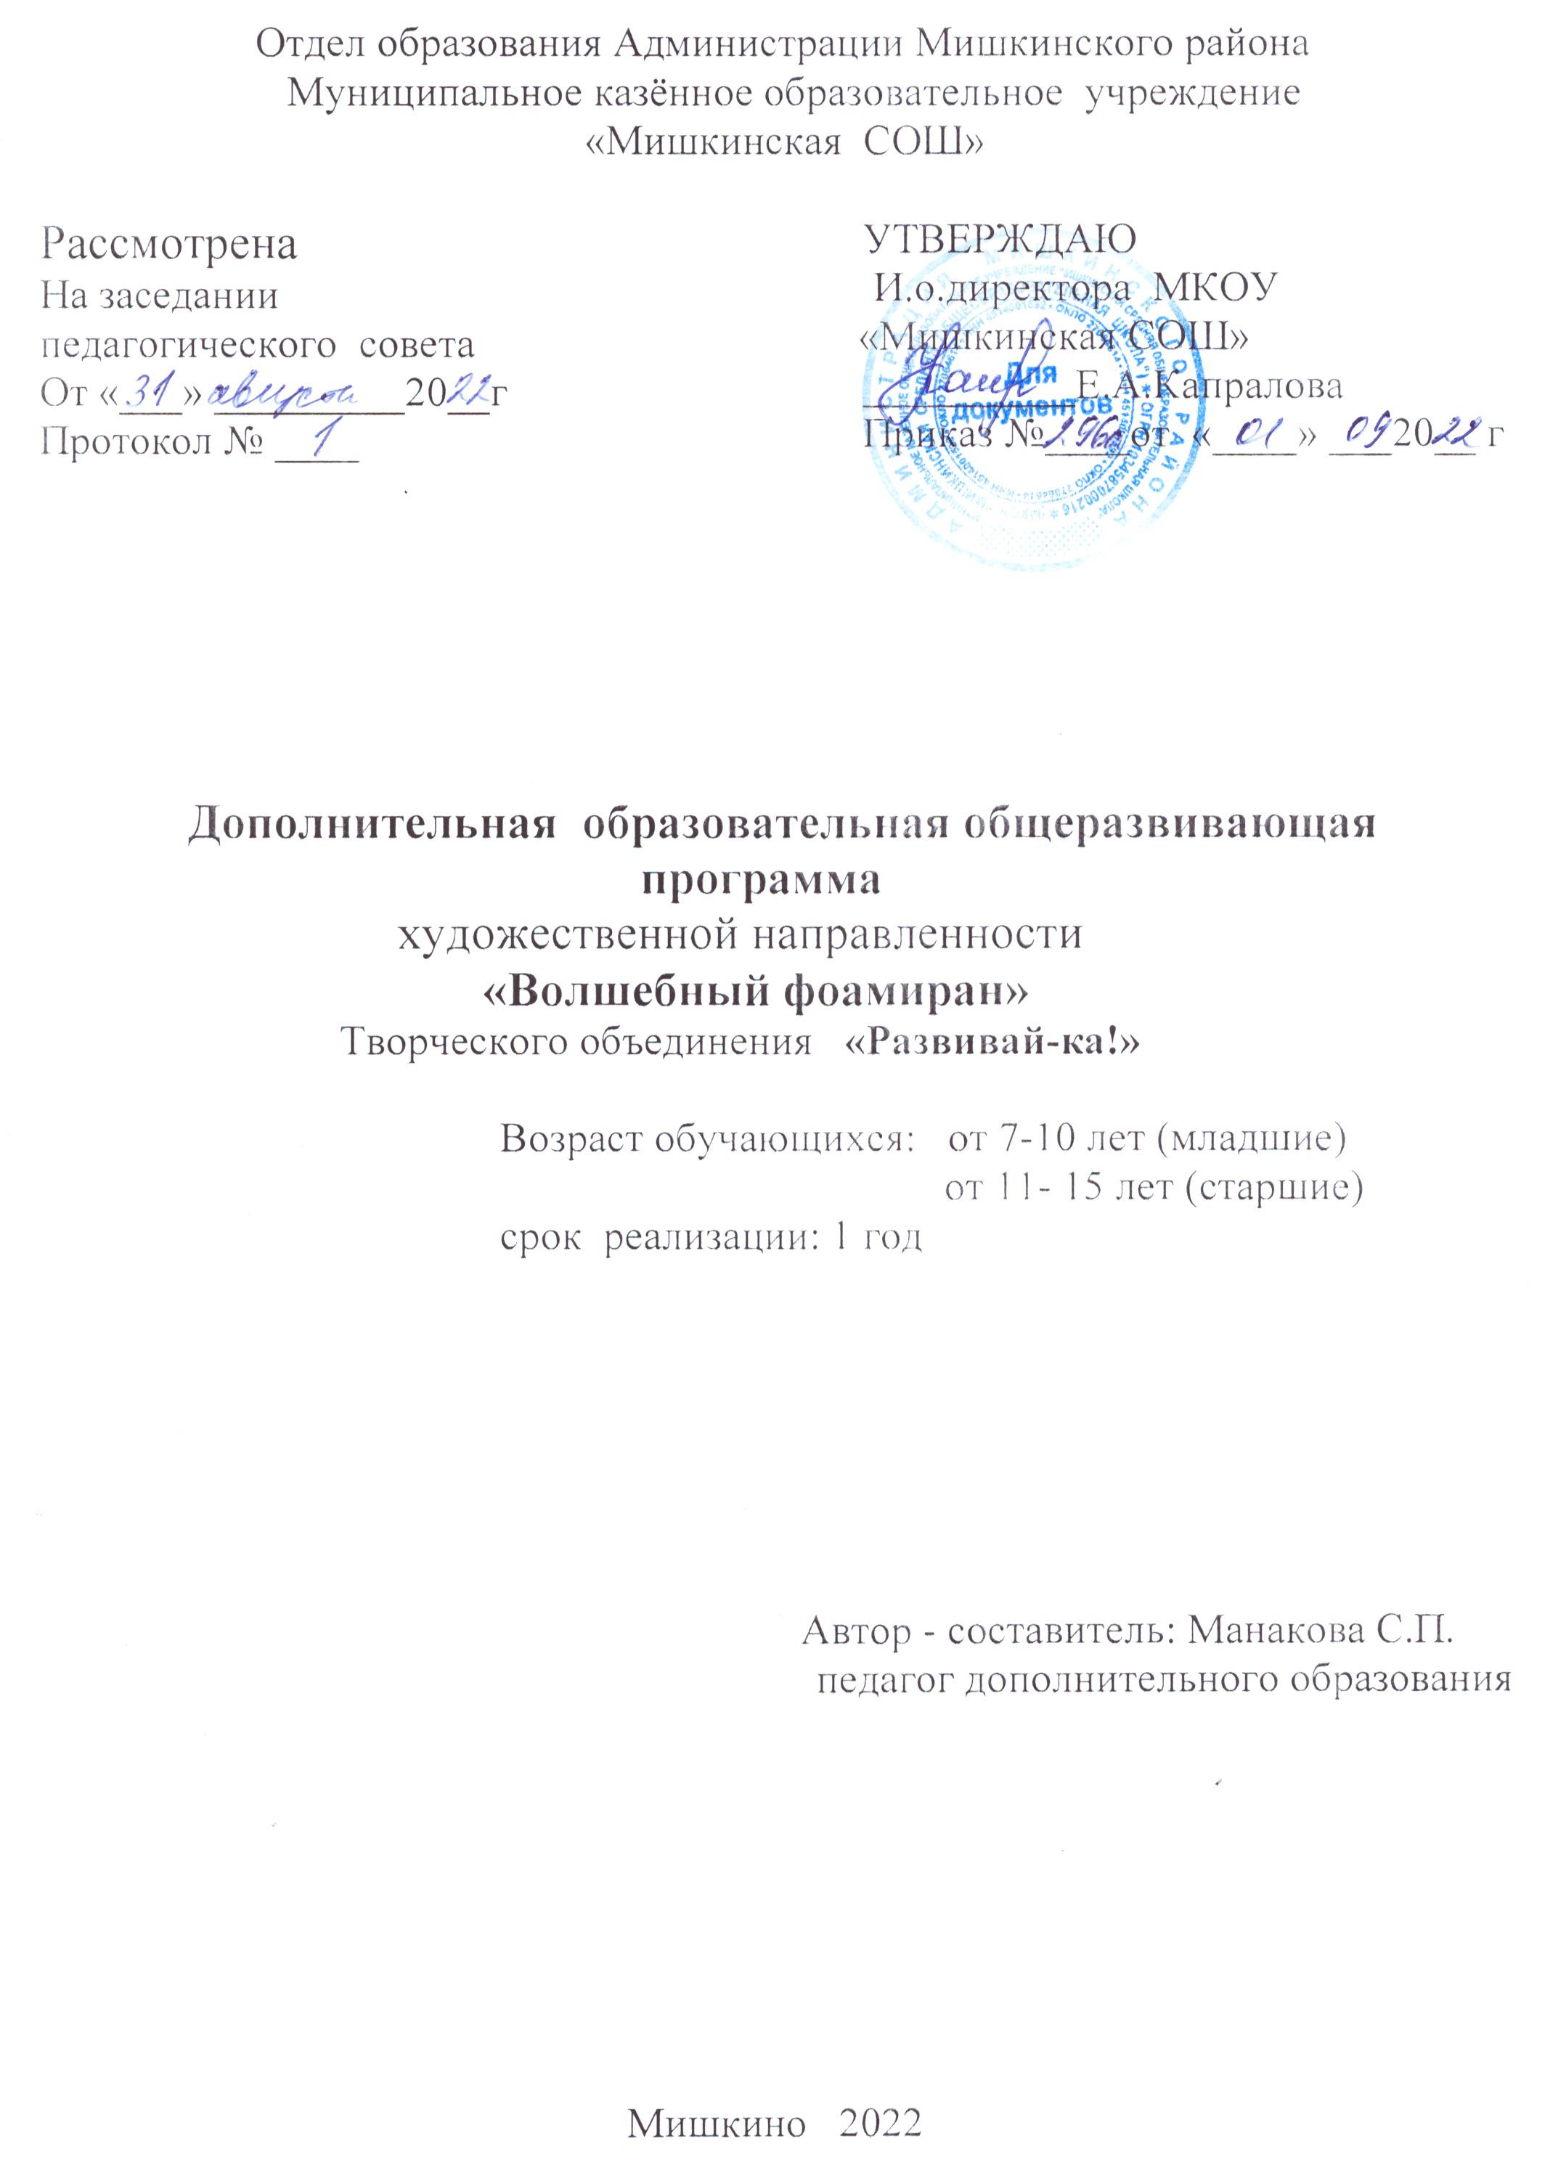 Отдел образования Администрации Мишкинского района
Муниципальное казённое образовательное учреждение
«Мишкинская СОШ»
Рассмотрена
На заседании
педагогического совета
От «31» августа 2022г
Протокол № 1
УТВЕРЖДАЮ
И.о.директора МКОУ
«Мишкинская СОШ»
Е.А.Капралова
Приказ № от «01» 09 2022 г
Для
документов
АДМИНИСТРАЦИЯ МИШКИНСКОГО РАЙОНА
Дополнительная образовательная общеразвивающая
программа
художественной направленности
«Волшебный фоамиран»
Творческого объединения «Развивай-ка!»
Возраст обучающихся: от 7-10 лет (младшие)
от 11- 15 лет (старшие)
срок реализации: 1 год
Автор - составитель: Манакова С.П.
педагог дополнительного образования
Мишкино 2022